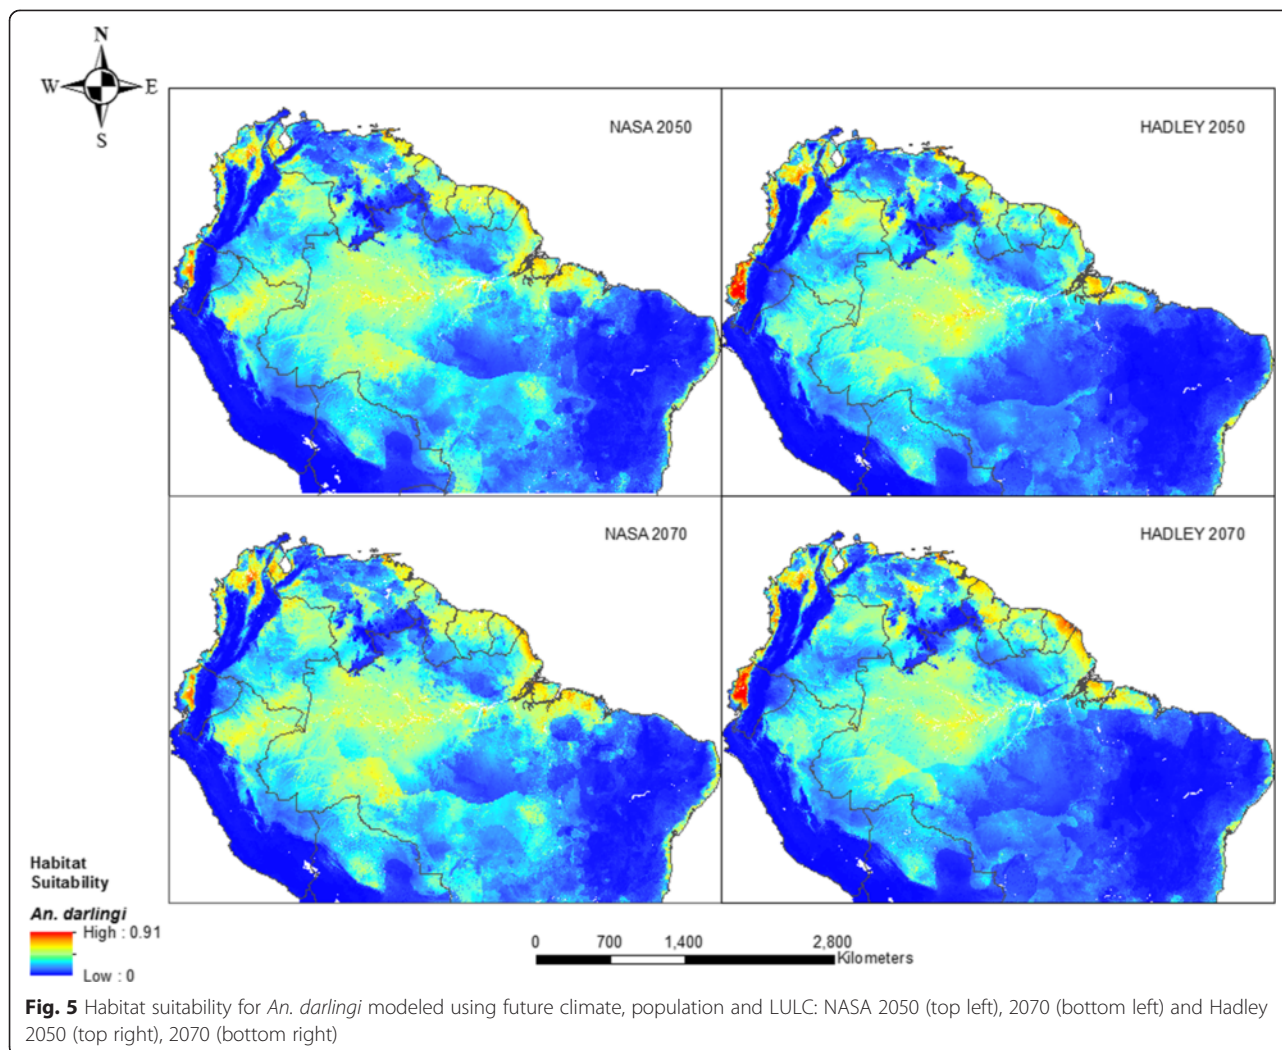 N
W E
S
NASA 2050
HADLEY 2050
NASA 2070
HADLEY 2070
Habitat
Suitability
An. darlingi
High : 0.91
Low : 0
0 700 1,400 2,800
Kilometers
Fig. 5 Habitat suitability for An. darlingi modeled using future climate, population and LULC: NASA 2050 (top left), 2070 (bottom left) and Hadley
2050 (top right), 2070 (bottom right)